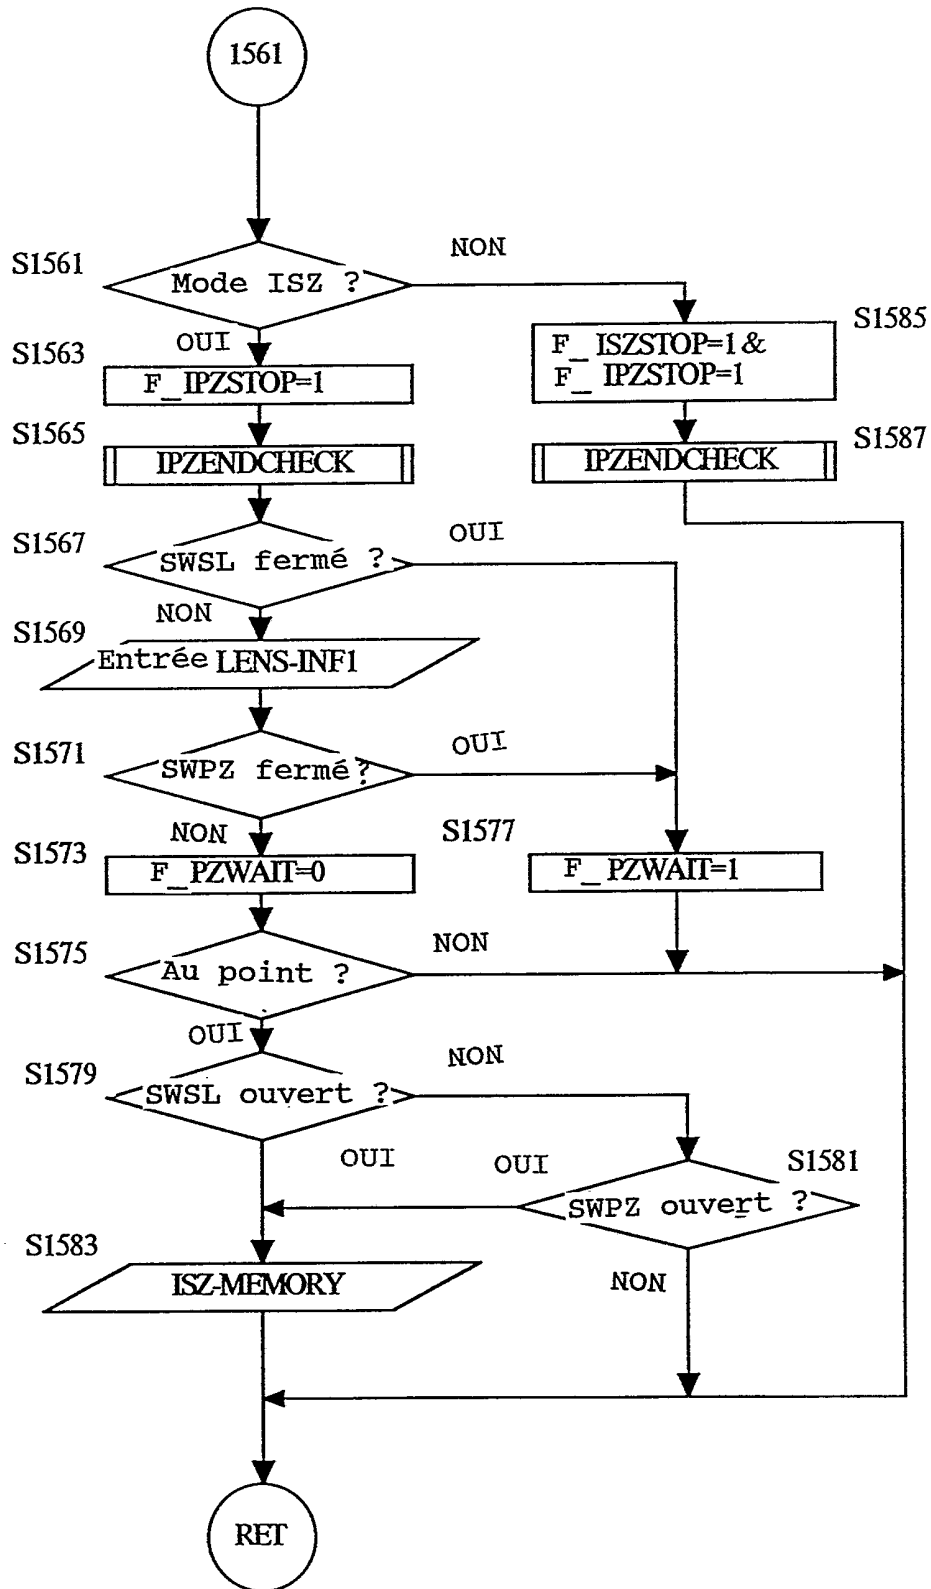 1561
S1561
Mode ISZ ?
NON
OUI
S1563
F_IPZSTOP=1
S1585
F_ISZSTOP=1 &
F_IPZSTOP=1
S1565
IPZENDCHECK
S1587
IPZENDCHECK
S1567
SWSL fermé ?
OUI
NON
S1569
Entrée LENS-INF1
S1571
SWPZ fermé?
OUI
NON
S1573
F_PZWAIT=0
S1577
F_PZWAIT=1
S1575
Au point ?
NON
OUI
S1579
SWSL ouvert ?
NON
OUI
OUI
S1581
SWPZ ouvert ?
NON
S1583
ISZ-MEMORY
RET